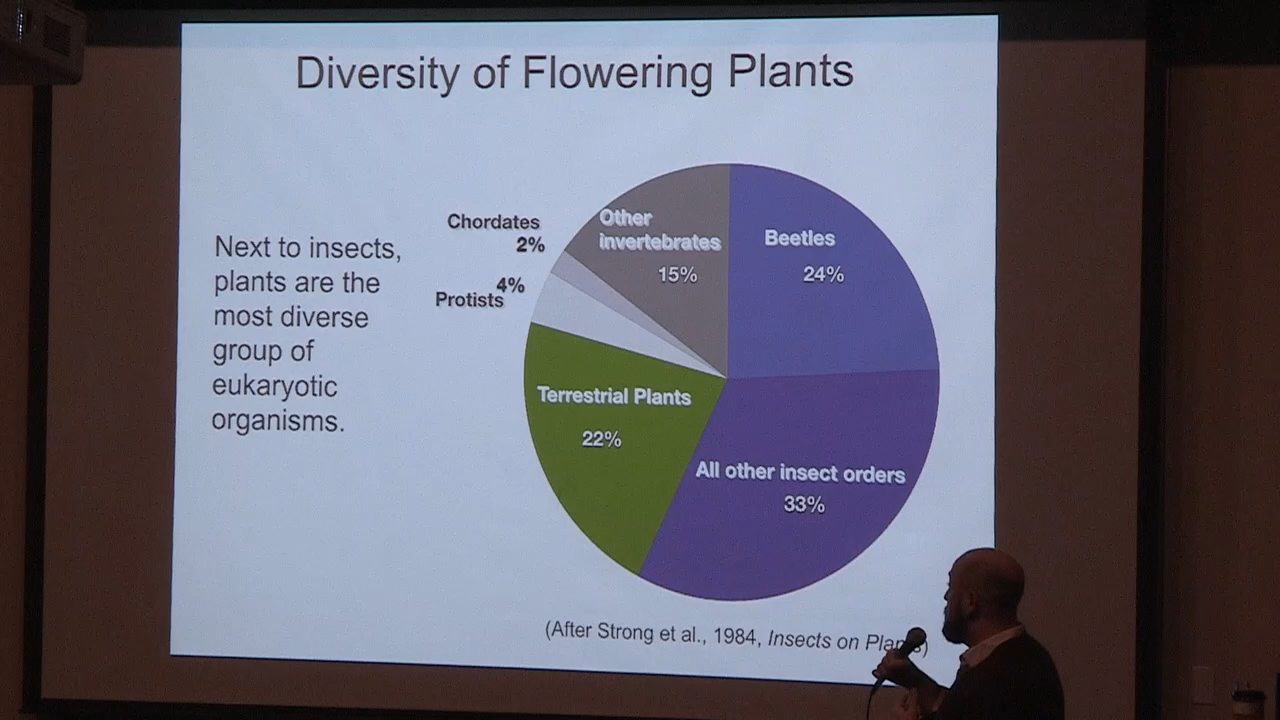 Diversity of Flowering Plants
Next to insects,
plants are the
most diverse
group of
eukaryotic
organisms.
Chordates
2%
4%
Protists
Other
invertebrates
15%
Beetles
24%
Terrestrial Plants
22%
All other insect orders
33%
(After Strong et al., 1984, Insects on Plants)